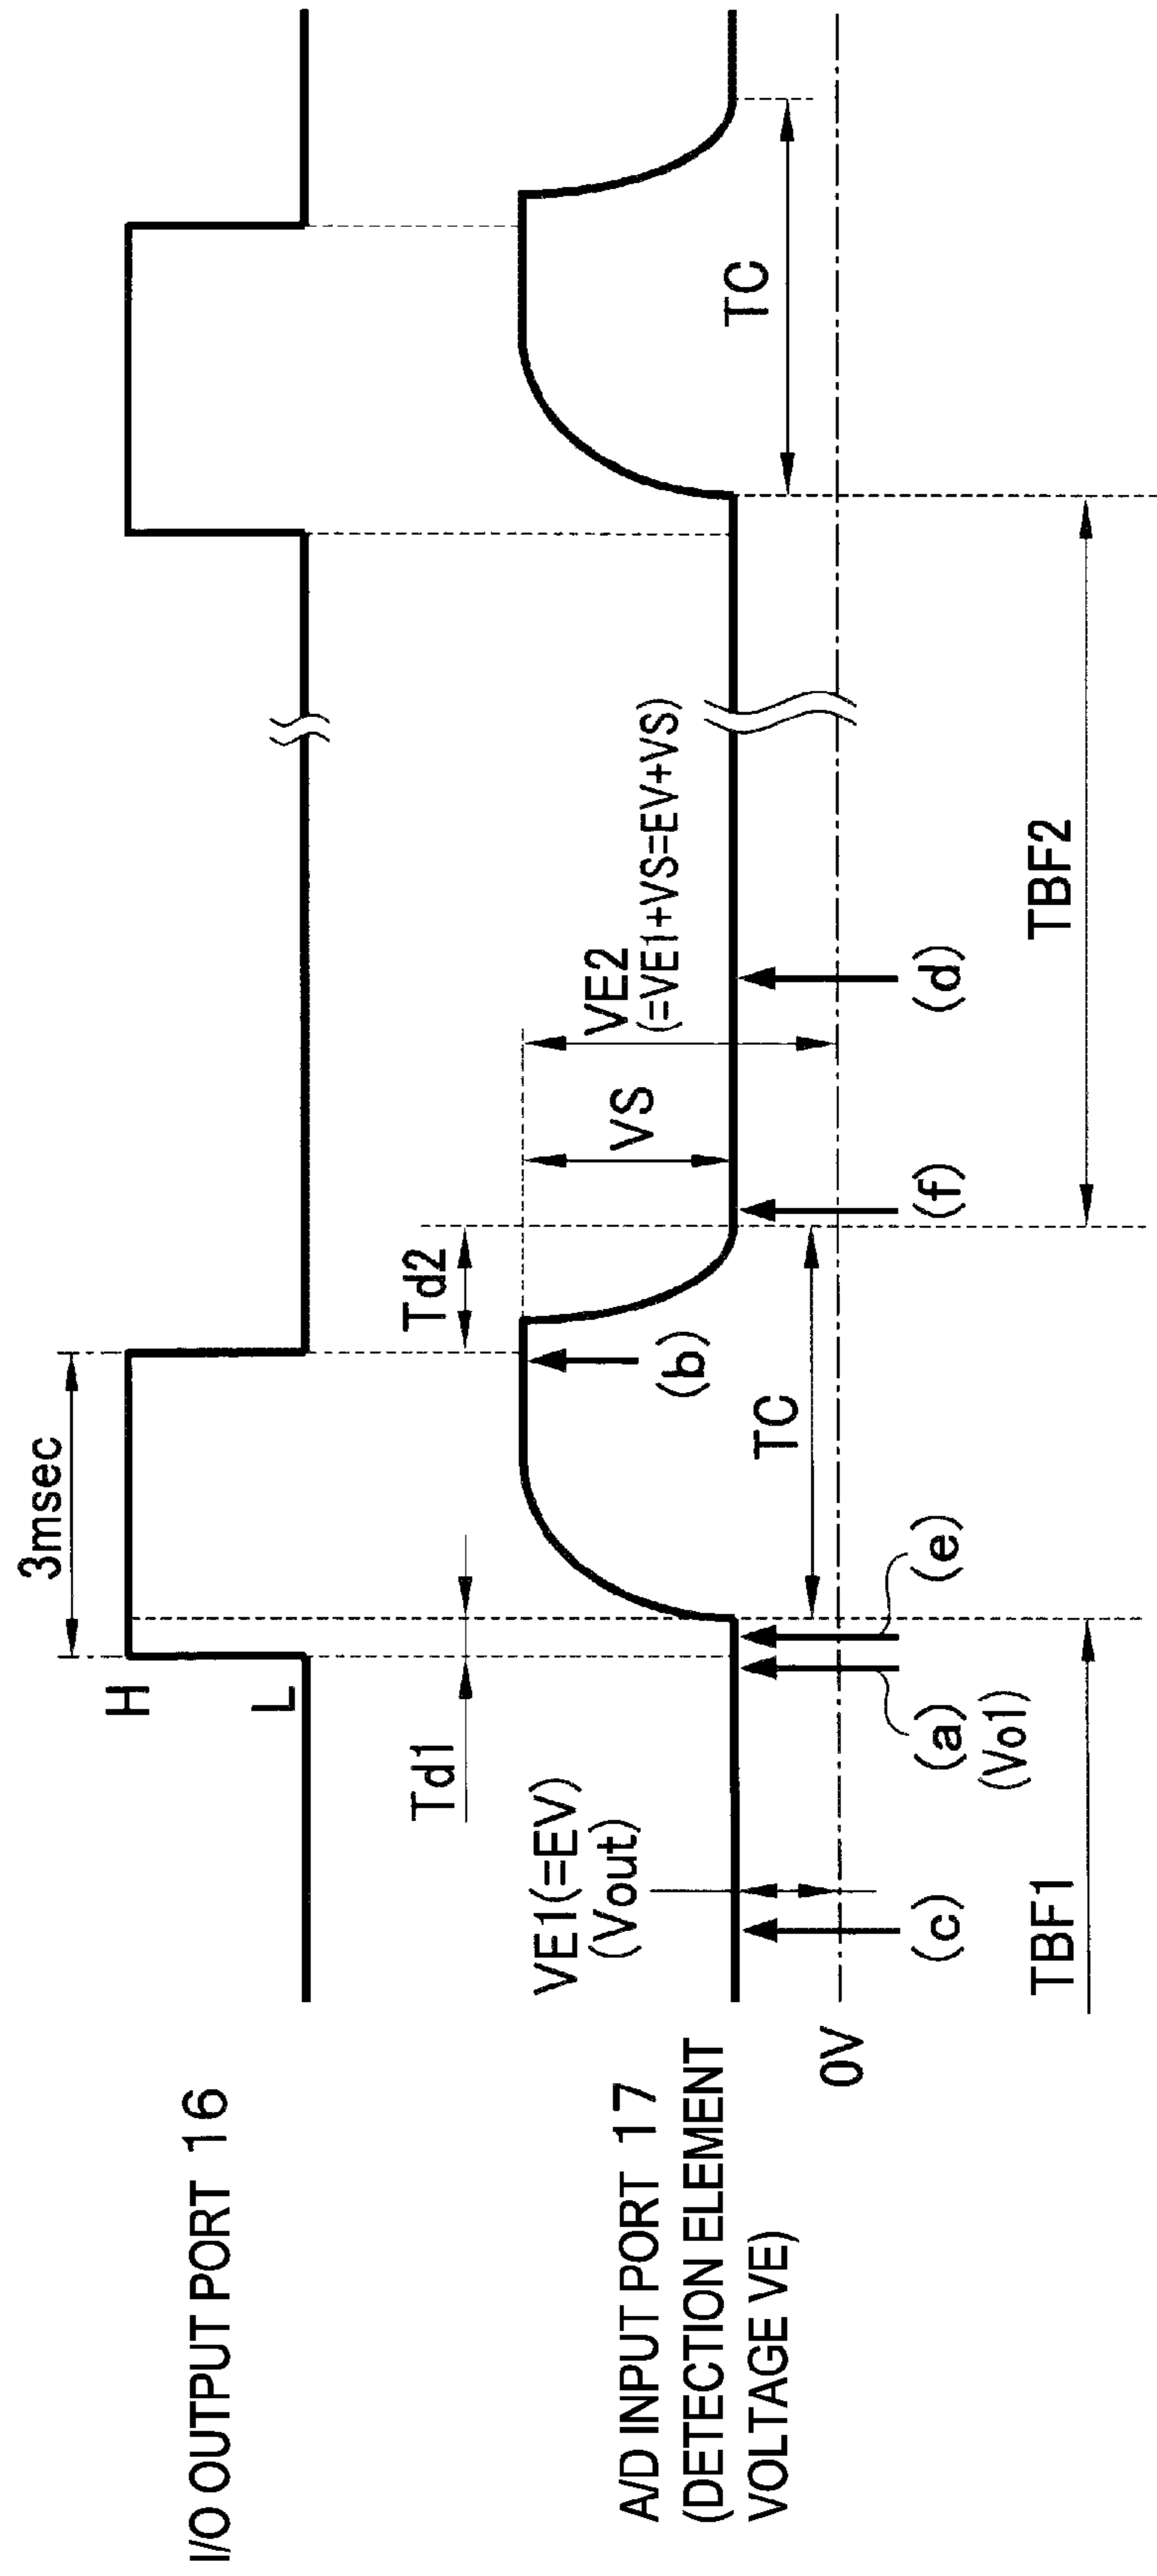 I/O OUTPUT PORT 16
H
L
3msec
A/D INPUT PORT 17
(DETECTION ELEMENT
VOLTAGE VE)
Td1
Td2
VE1(=EV)
(Vout)
VS
VE2
(=VE1+VS=EV+VS)
(b)
TC
TC
0V
(c)
(a)
(Vo1)
(e)
(f)
(d)
TBF1
TBF2